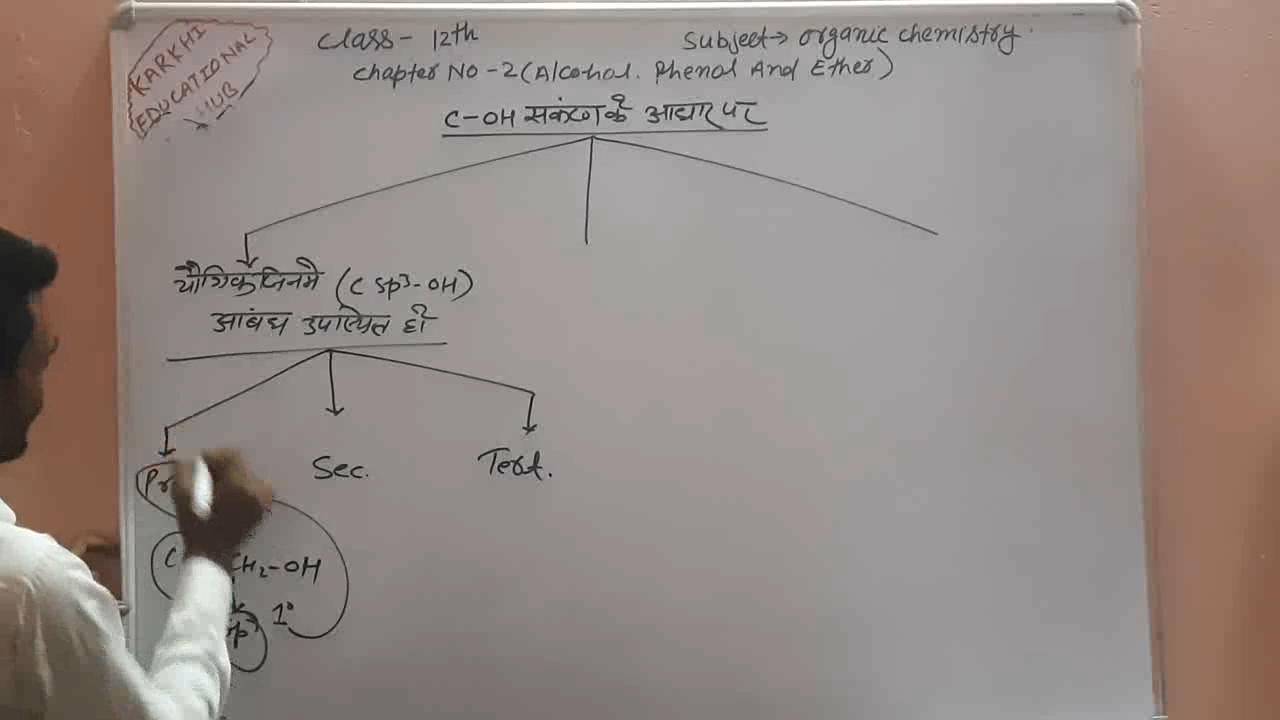 KARKHI
EDUCATIONAL
HUB
Class - 12th
Subject → organic chemistry
Chapter NO - 2 (Alcohol. Phenol And Ether)
C-OH संकरण के आधार पर
यौगिक जिनमे (C sp³-OH)
आबंध उपस्थित हो
Sec.
Tert.
CH₂-OH
1°